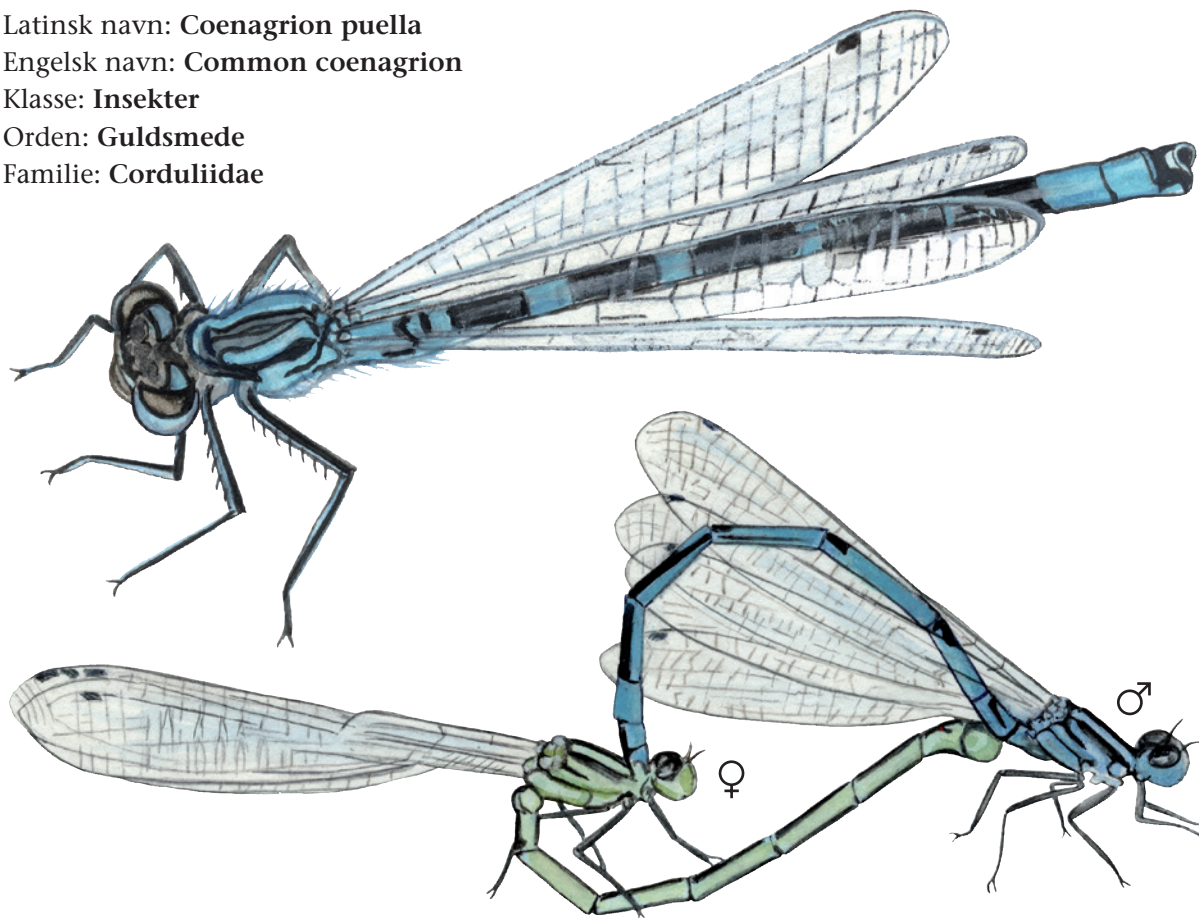 Latinsk navn: Coenagrion puella
Engelsk navn: Common coenagrion
Klasse: Insekter
Orden: Guldsmede
Familie: Corduliidae
♂
♀